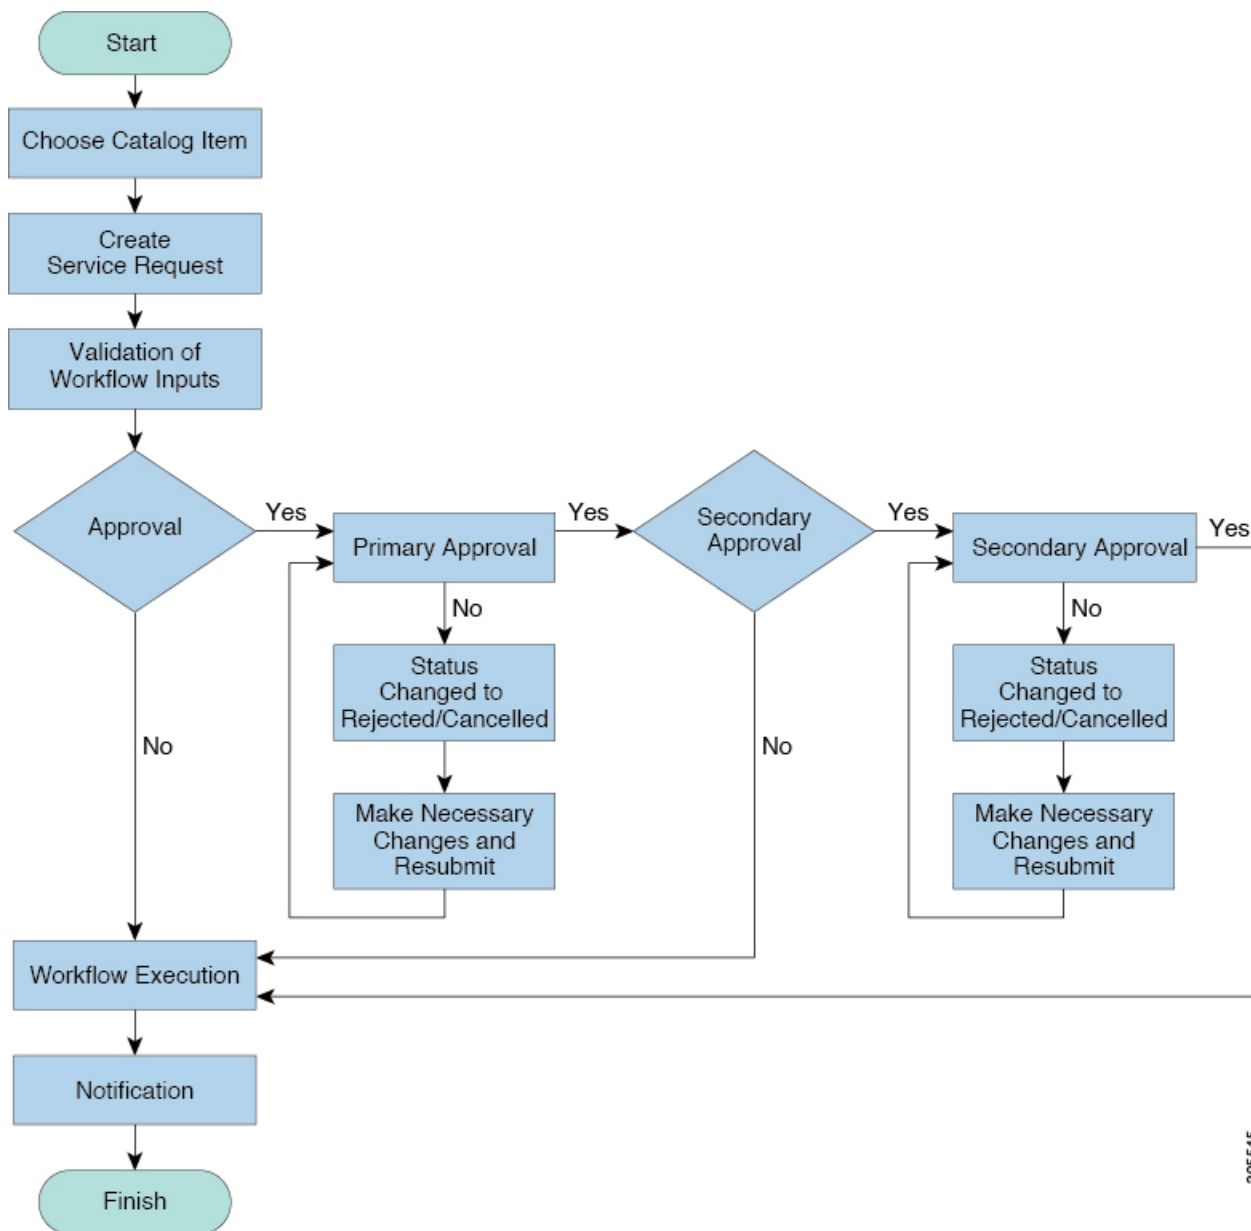 Start
Choose Catalog Item
Create
Service Request
Validation of
Workflow Inputs
Approval
Yes
Primary Approval
Yes
Secondary
Approval
Yes
Secondary Approval
Yes
No
No
Status
Changed to
Rejected/Cancelled
Status
Changed to
Rejected/Cancelled
No
No
Make Necessary
Changes and
Resubmit
Make Necessary
Changes and
Resubmit
Workflow Execution
Notification
Finish